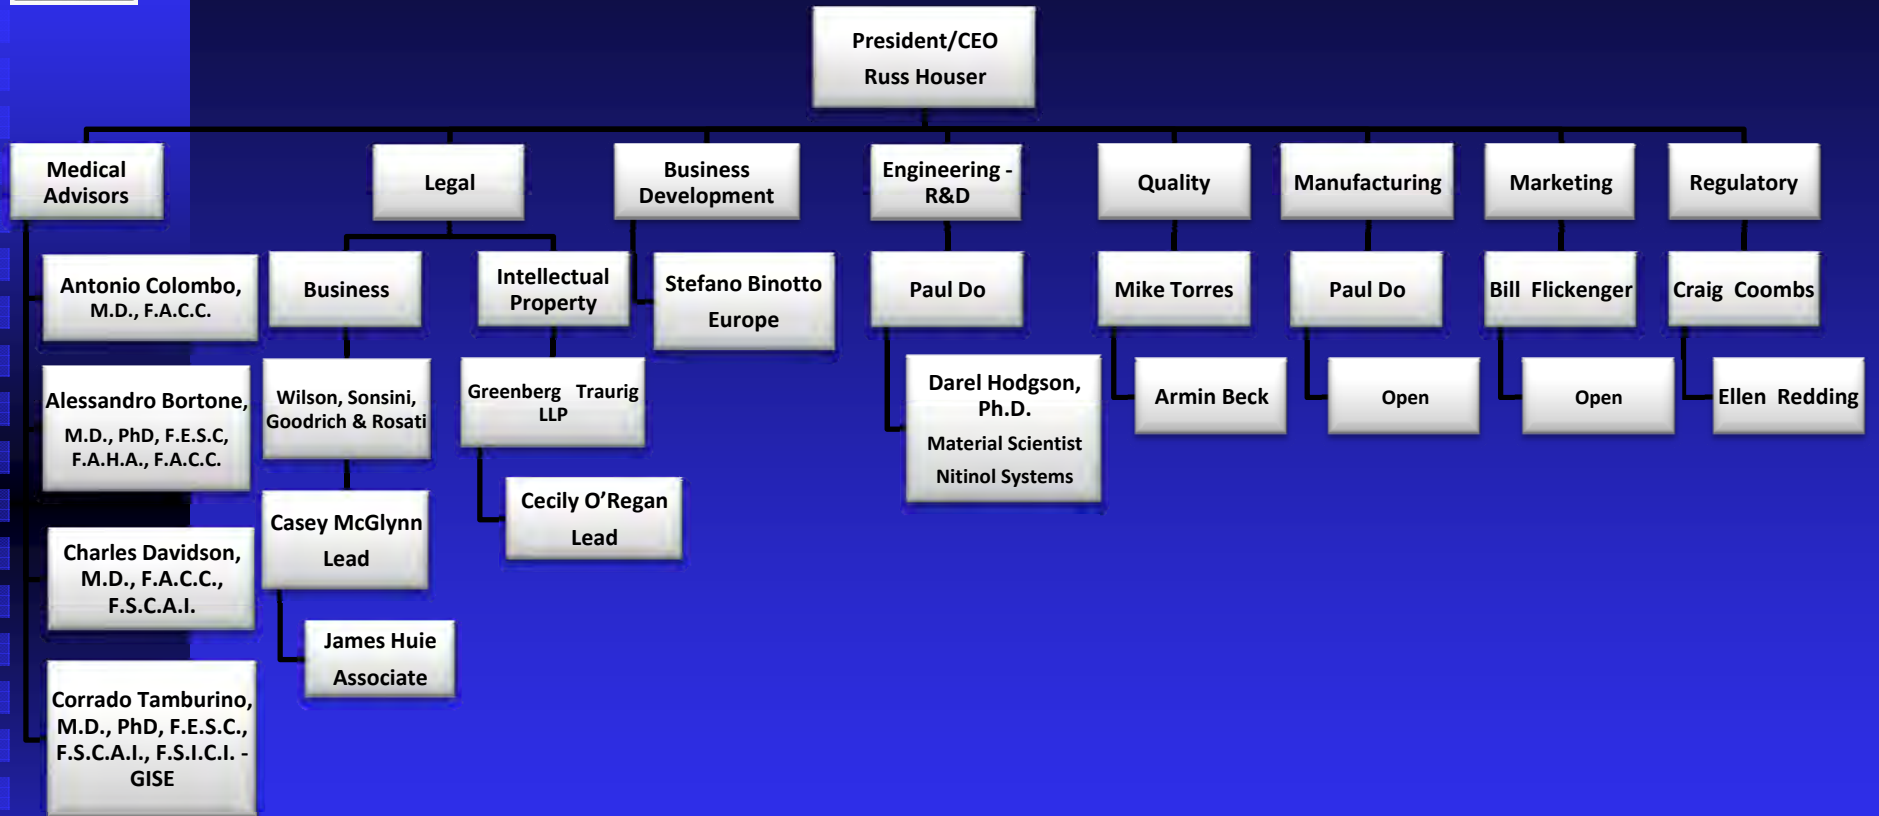 President/CEO
Russ Houser
Medical
Advisors
Legal
Business
Development
Engineering -
R&D
Quality
Manufacturing
Marketing
Regulatory
Antonio Colombo,
M.D., F.A.C.C.
Alessandro Bortone,
M.D., PhD, F.E.S.C,
F.A.H.A., F.A.C.C.
Charles Davidson,
M.D., F.A.C.C.,
F.S.C.A.I.
Corrado Tamburino,
M.D., PhD, F.E.S.C.,
F.S.C.A.I., F.S.I.C.I. -
GISE
Business
Wilson, Sonsini,
Goodrich & Rosati
Casey McGlynn
Lead
James Huie
Associate
Intellectual
Property
Greenberg Traurig
LLP
Cecily O’Regan
Lead
Stefano Binotto
Europe
Paul Do
Darel Hodgson,
Ph.D.
Material Scientist
Nitinol Systems
Mike Torres
Armin Beck
Paul Do
Open
Bill Flickenger
Open
Craig Coombs
Ellen Redding